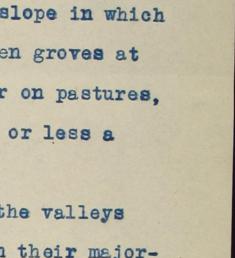 slope in which
en groves at
r on pastures,
or less a
the valleys
n their major-